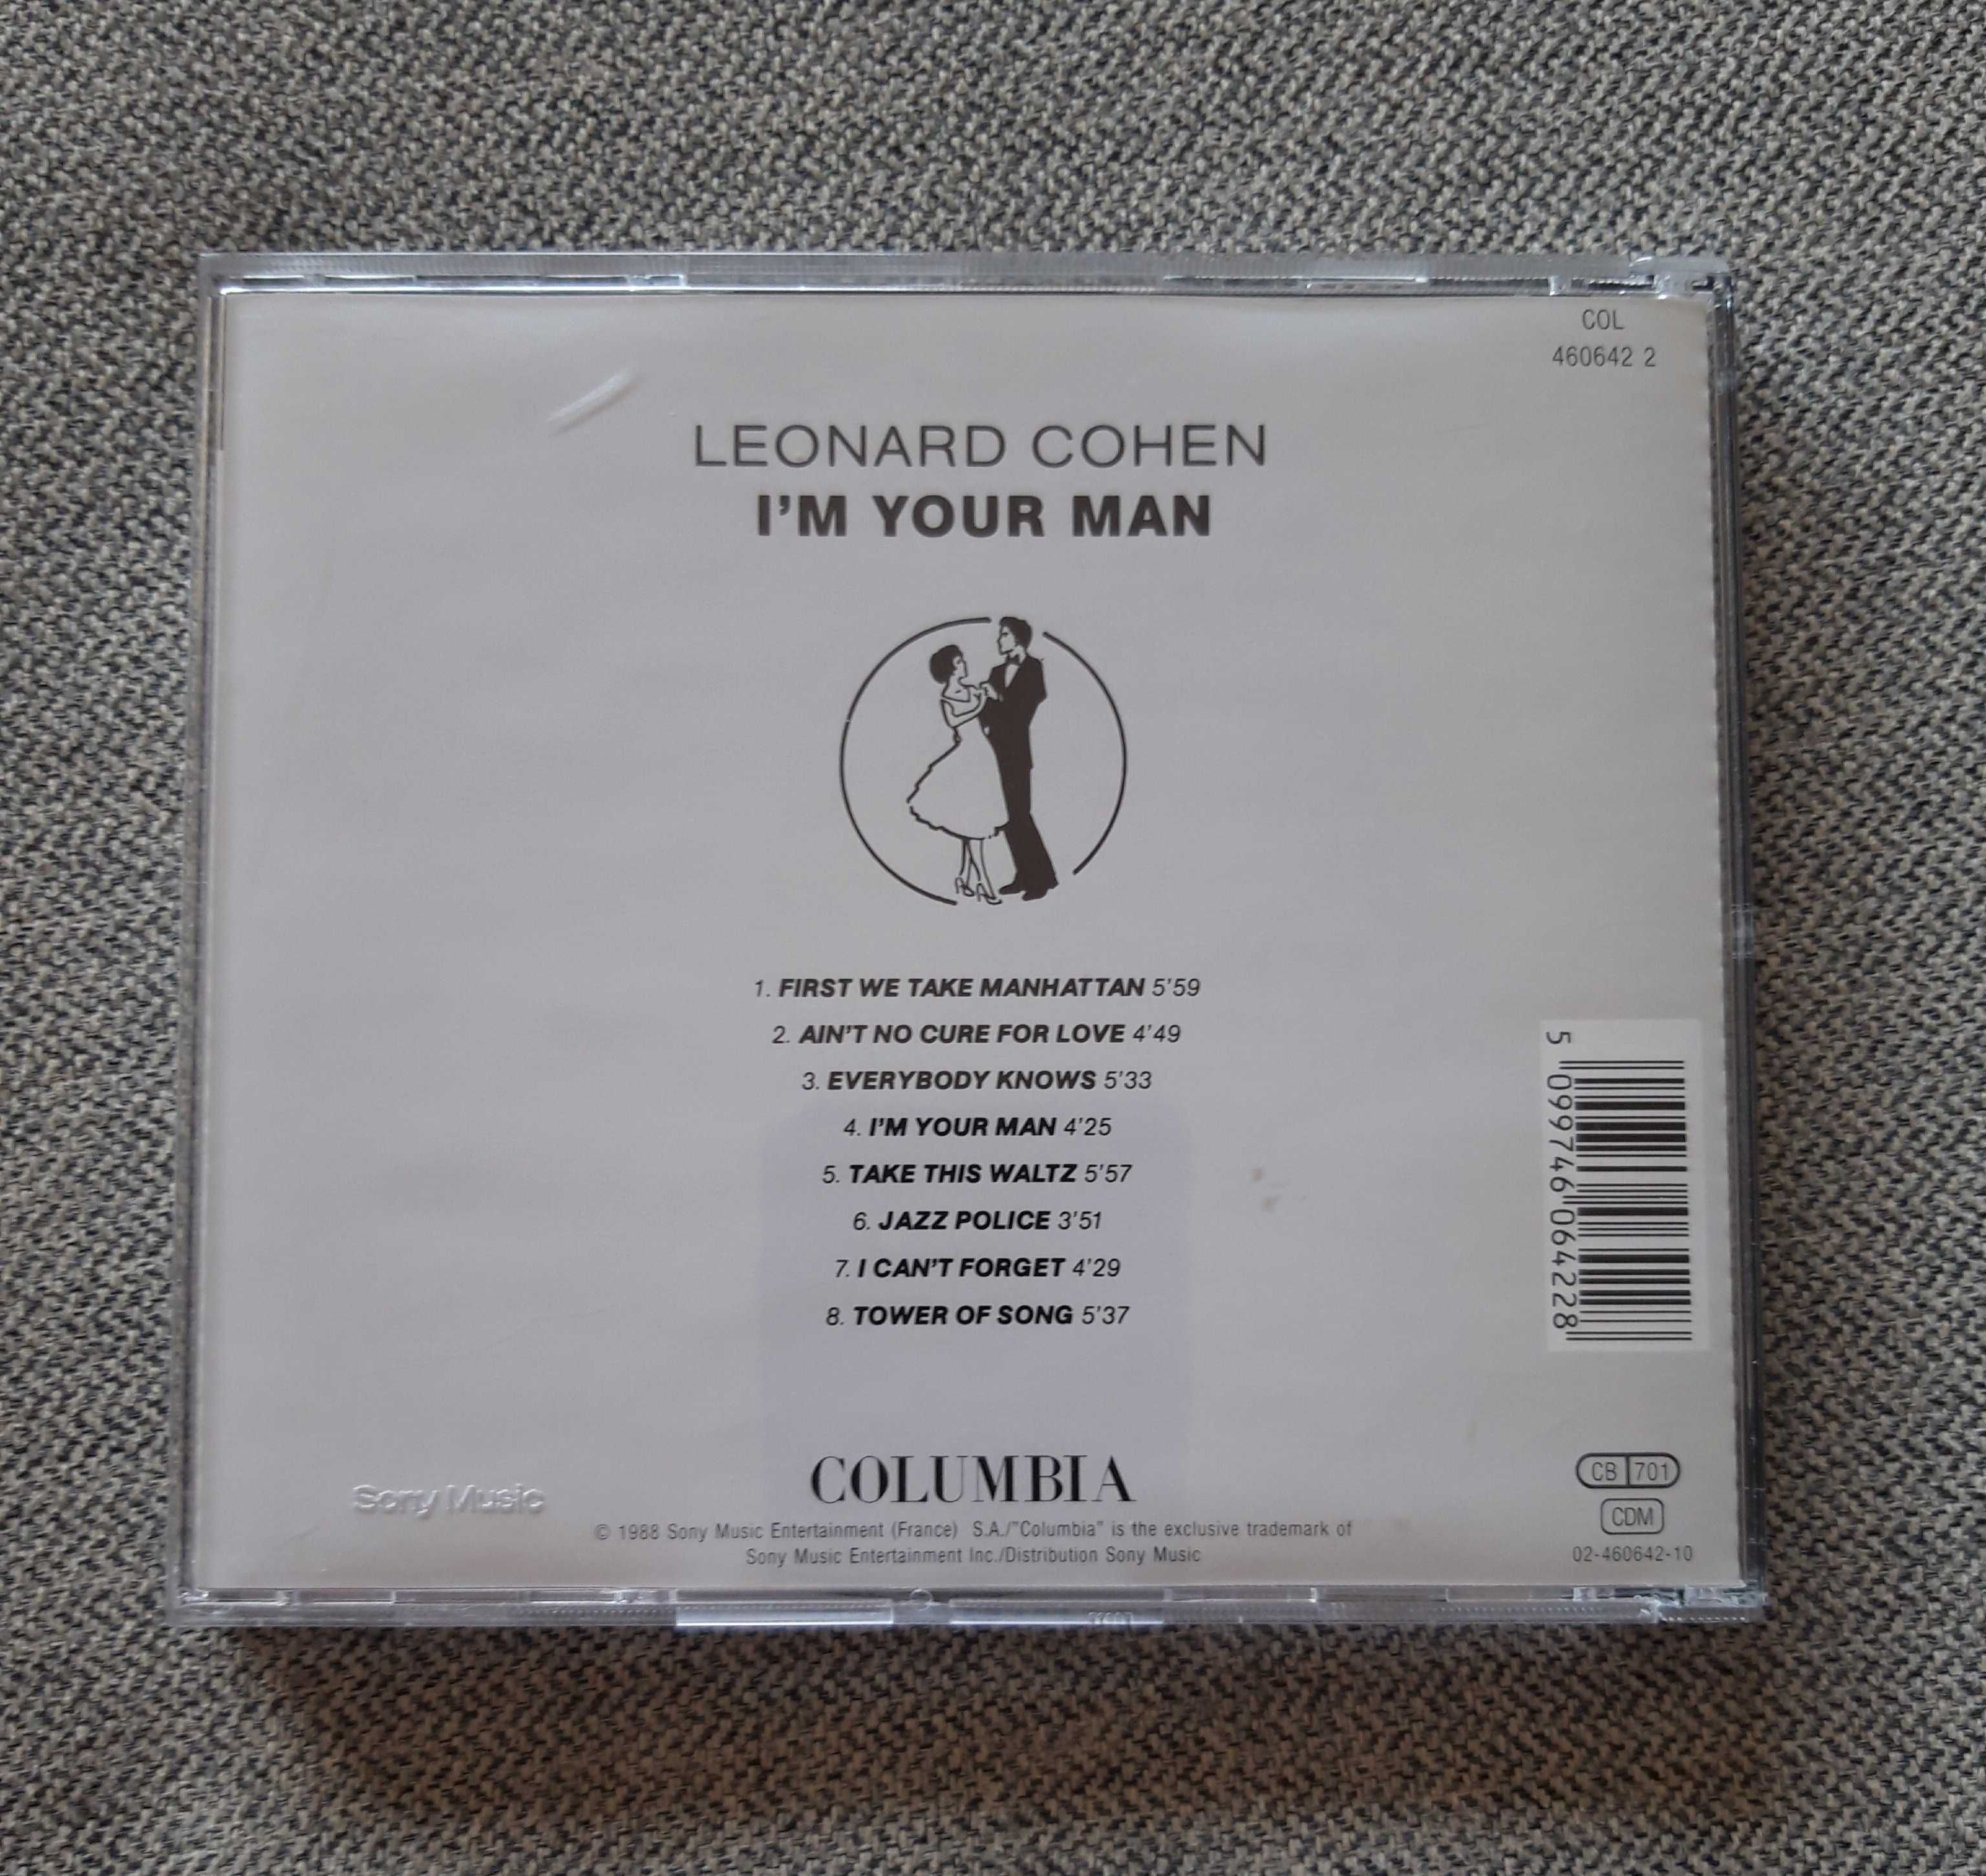 COL
460642 2
LEONARD COHEN
I'M YOUR MAN
1. FIRST WE TAKE MANHATTAN 5'59
2. AIN'T NO CURE FOR LOVE 4'49
3. EVERYBODY KNOWS 5'33
4. I'M YOUR MAN 4'25
5. TAKE THIS WALTZ 5'57
6. JAZZ POLICE 3'51
7. I CAN'T FORGET 4'29
8. TOWER OF SONG 5'37
5 099746 064228
Sony Music
COLUMBIA
© 1988 Sony Music Entertainment (France) S.A./"Columbia" is the exclusive trademark of
Sony Music Entertainment Inc./Distribution Sony Music
CB 701
CDM
02-460642-10